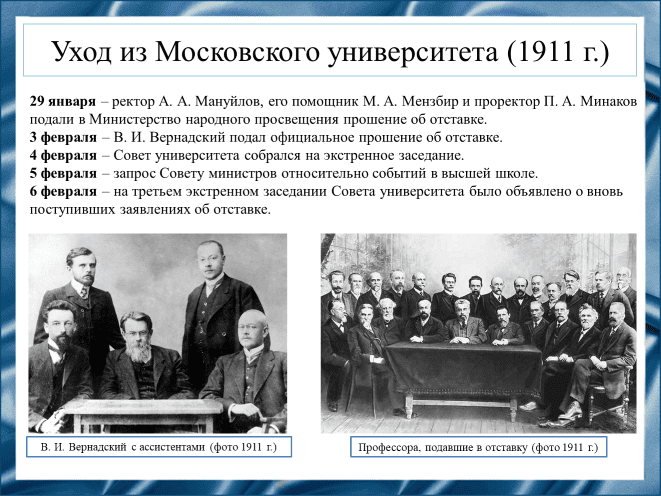 Уход из Московского университета (1911 г.)
29 января – ректор А. А. Мануйлов, его помощник М. А. Мензбир и проректор П. А. Минаков
подали в Министерство народного просвещения прошение об отставке.
3 февраля – В. И. Вернадский подал официальное прошение об отставке.
4 февраля – Совет университета собрался на экстренное заседание.
5 февраля – запрос Совету министров относительно событий в высшей школе.
6 февраля – на третьем экстренном заседании Совета университета было объявлено о вновь
поступивших заявлениях об отставке.
В. И. Вернадский с ассистентами (фото 1911 г.)
Профессора, подавшие в отставку (фото 1911 г.)